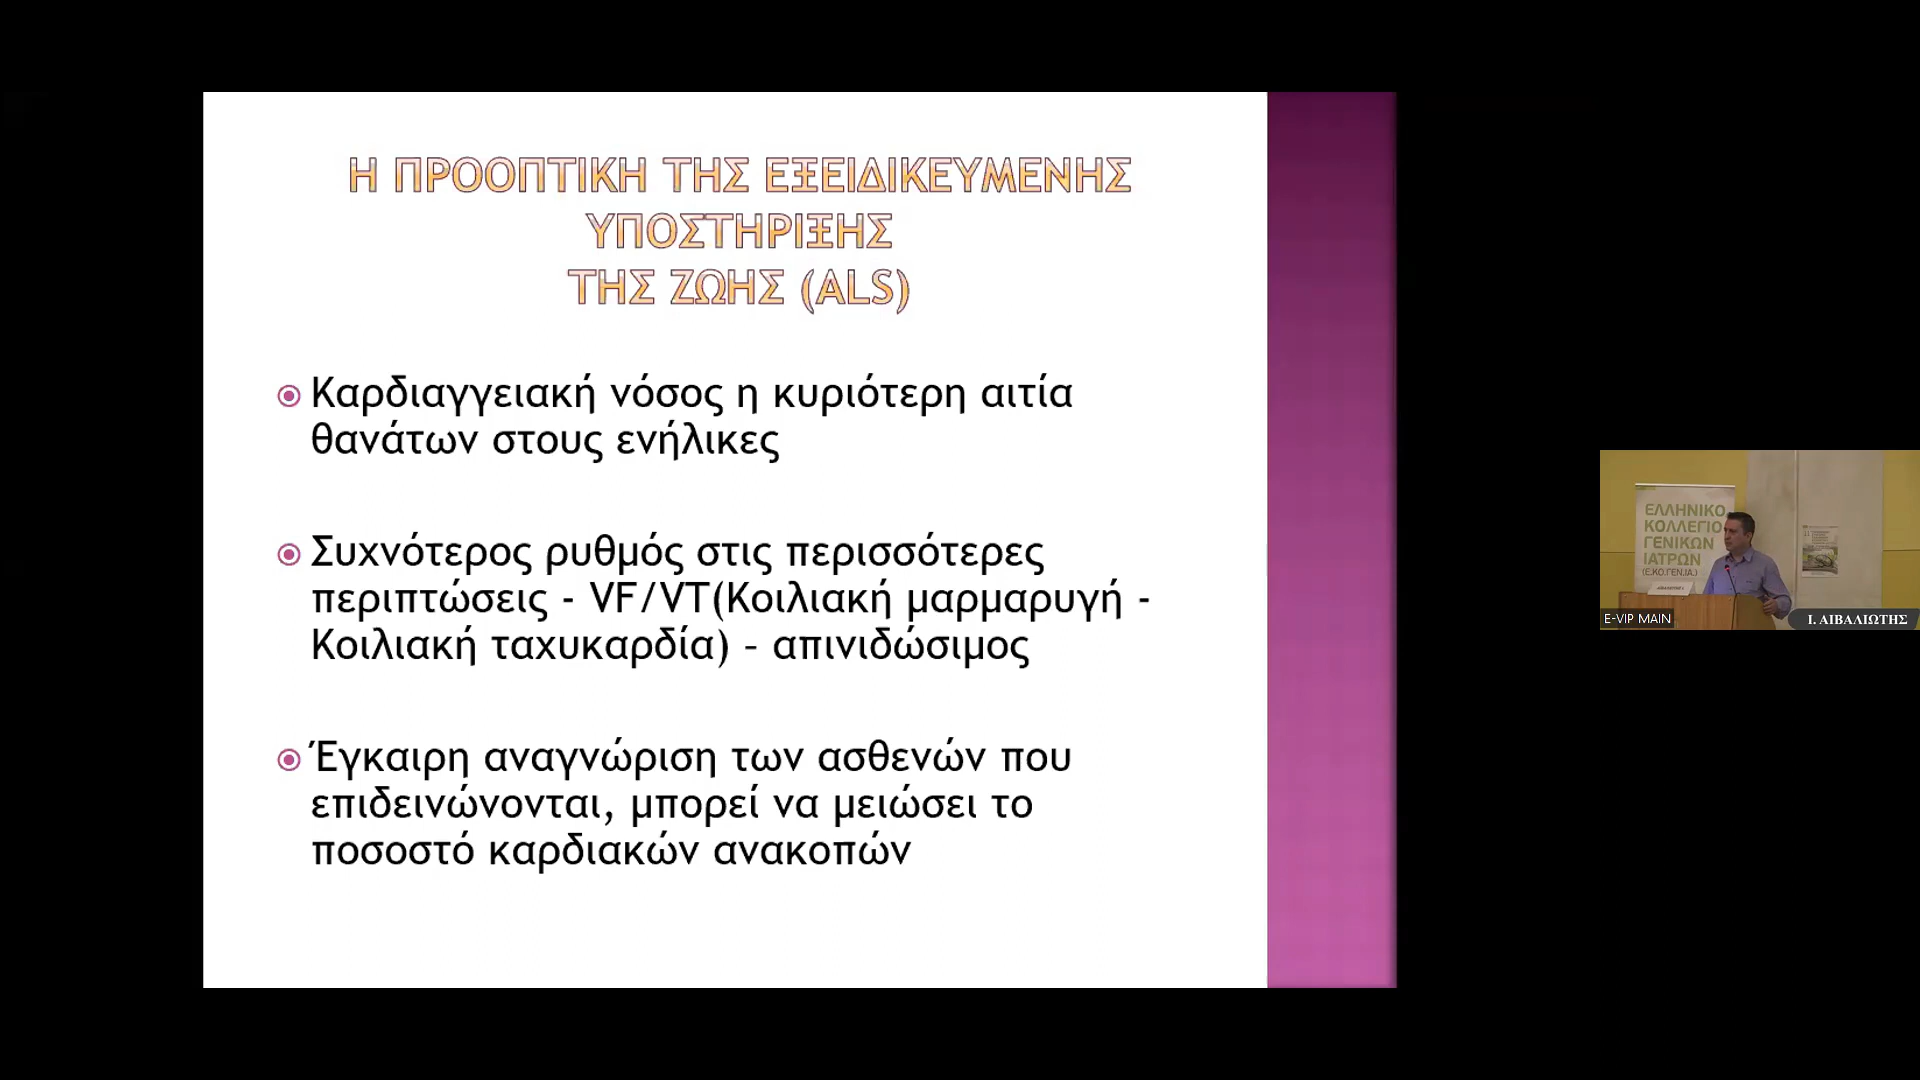 Η ΠΡΟΟΠΤΙΚΗ ΤΗΣ ΕΞΕΙΔΙΚΕΥΜΕΝΗΣ
ΥΠΟΣΤΗΡΙΞΗΣ
ΤΗΣ ΖΩΗΣ (ALS)
Καρδιαγγειακή νόσος η κυριότερη αιτία
θανάτων στους ενήλικες
Συχνότερος ρυθμός στις περισσότερες
περιπτώσεις - VF/VT(Κοιλιακή μαρμαρυγή -
Κοιλιακή ταχυκαρδία) – απινιδώσιμος
Έγκαιρη αναγνώριση των ασθενών που
επιδεινώνονται, μπορεί να μειώσει το
ποσοστό καρδιακών ανακοπών
ΕΛΛΗΝΙΚΟ
ΚΟΛΛΕΓΙΟ
ΓΕΝΙΚΩΝ
ΙΑΤΡΩΝ
(Ε.ΚΟ.ΓΕΝ.ΙΑ.)
E-VIP MAIN
Ι. ΑΙΒΑΛΙΩΤΗΣ